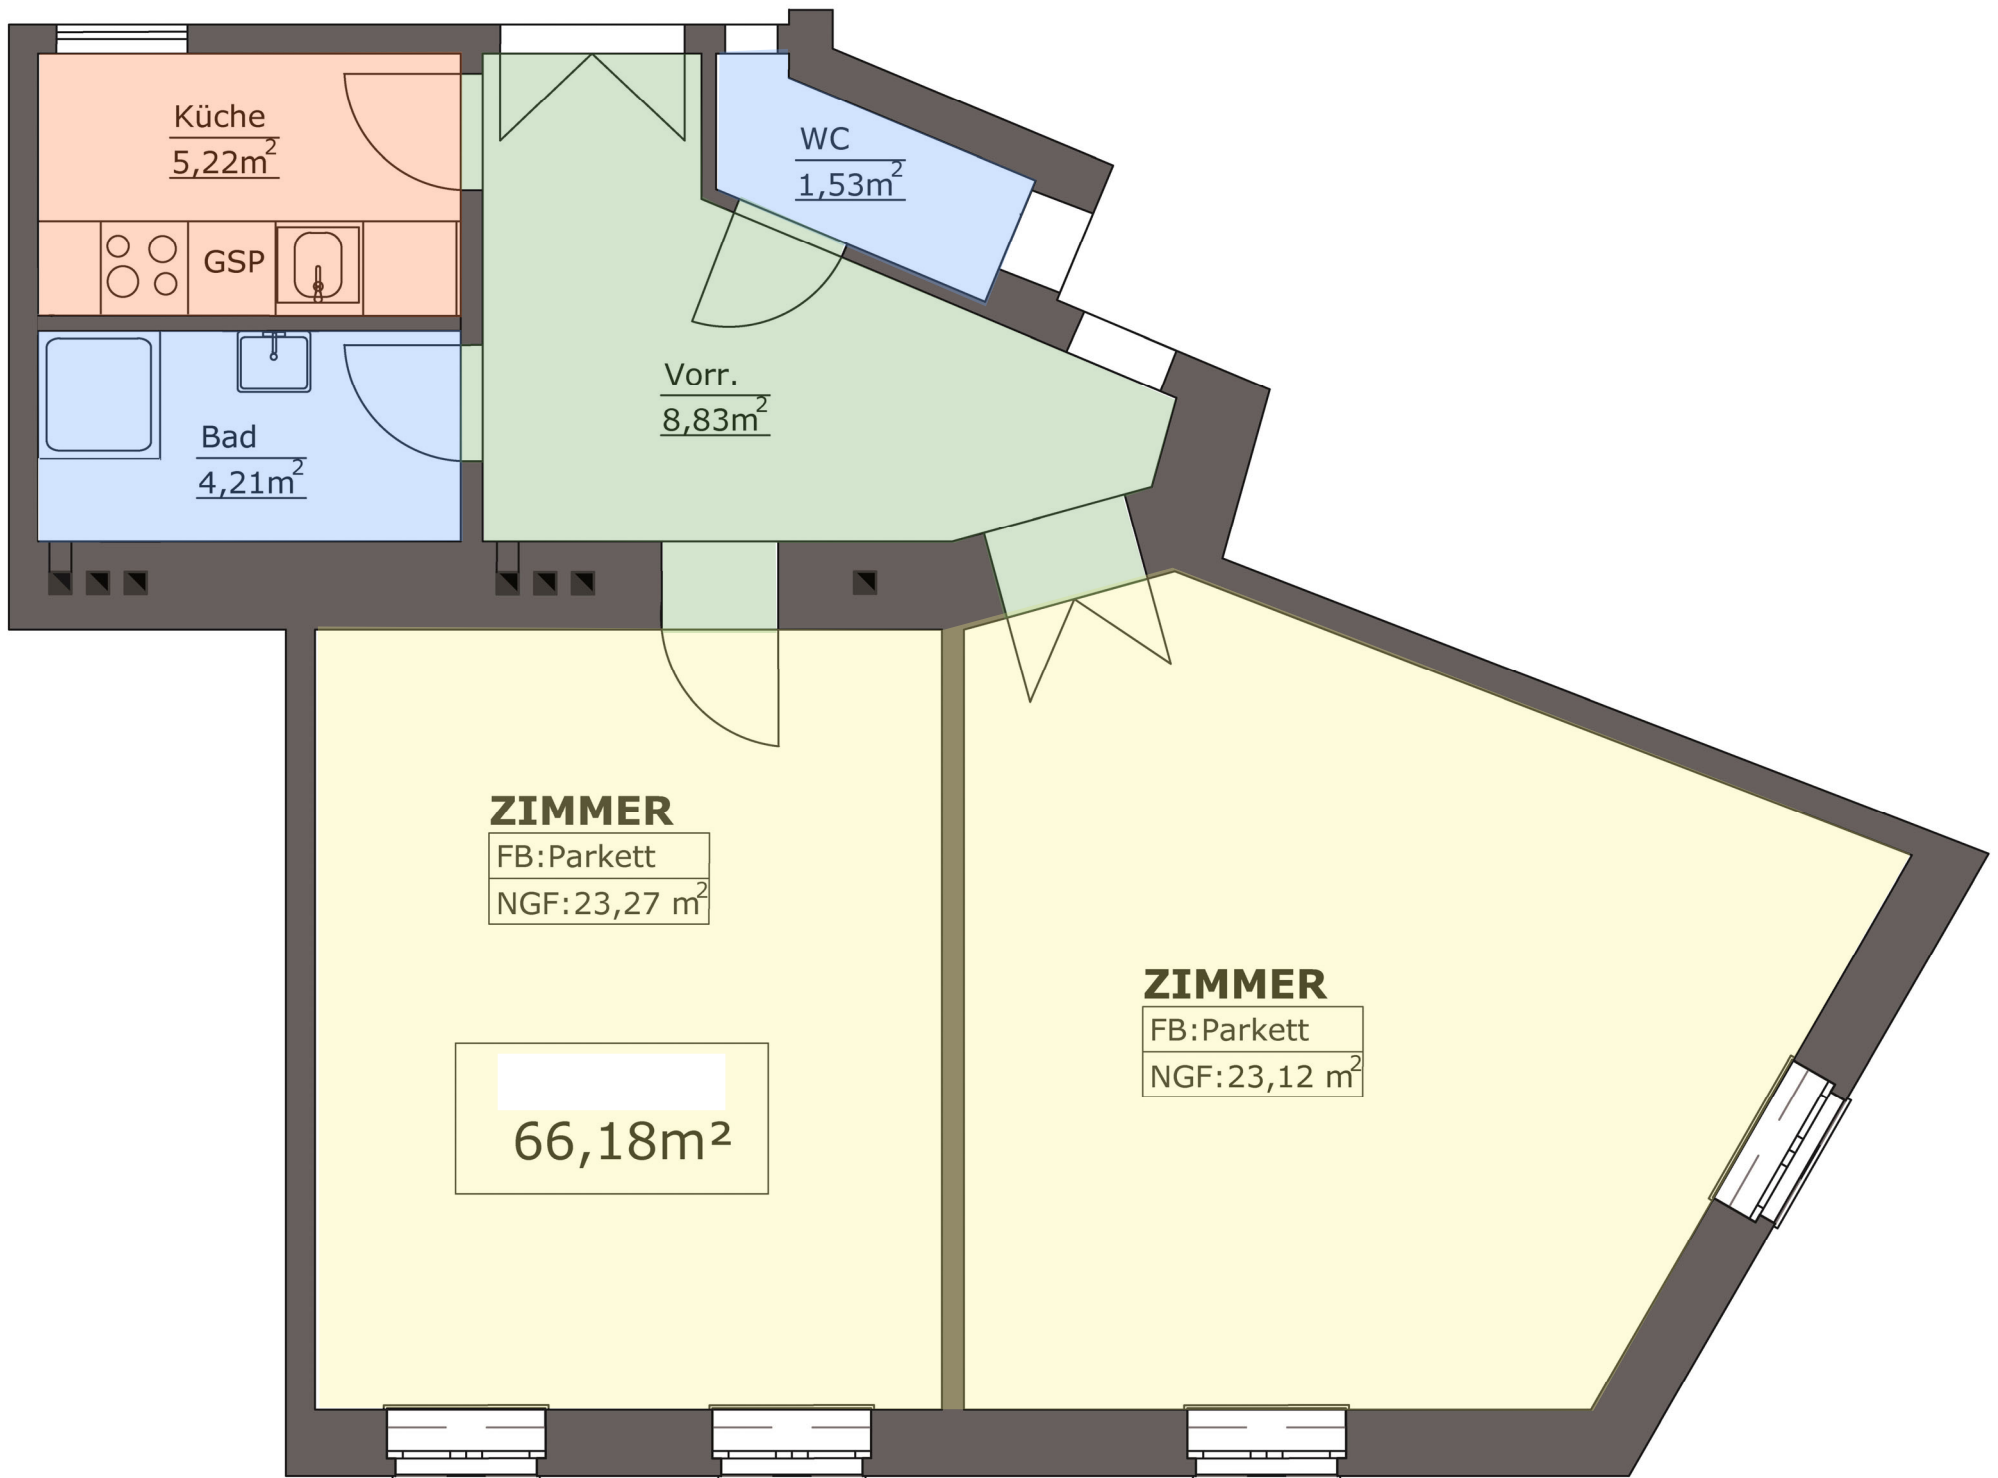 Küche
5,22m²
WC
1,53m²
GSP
Vorr.
8,83m²
Bad
4,21m²
ZIMMER
FB:Parkett
NGF:23,27 m²
ZIMMER
FB:Parkett
NGF:23,12 m²
66,18m²